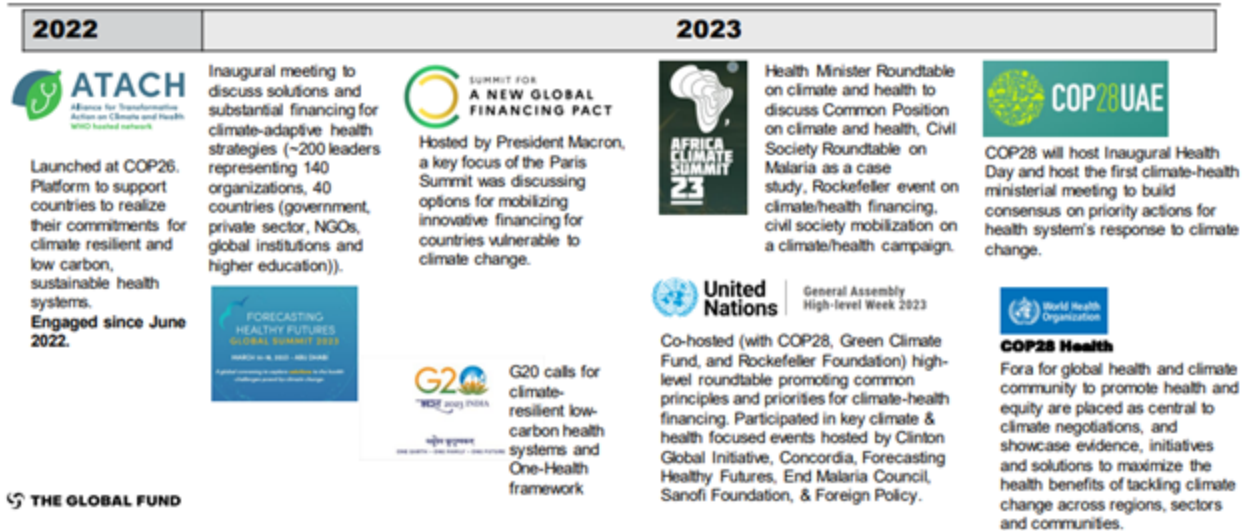 2022
2023
ATACH
Alliance for Transformative
Action on Climate and Health
WHO hosted network
Launched at COP26.
Platform to support
countries to realize
their commitments for
climate resilient and
low carbon,
sustainable health
systems.
Engaged since June
2022.
Inaugural meeting to
discuss solutions and
substantial financing for
climate-adaptive health
strategies (~200 leaders
representing 140
organizations, 40
countries (government,
private sector, NGOs,
global institutions and
higher education)).
FORECASTING
HEALTHY FUTURES
GLOBAL SUMMIT 2023
SUMMIT FOR
A NEW GLOBAL
FINANCING PACT
Hosted by President Macron,
a key focus of the Paris
Summit was discussing
options for mobilizing
innovative financing for
countries vulnerable to
climate change.
G20
भारत 2023 INDIA
वसुधैव कुटुम्बकम्
ONE EARTH • ONE FAMILY • ONE FUTURE
G20 calls for
climate-
resilient low-
carbon health
systems and
One-Health
framework
AFRICA
CLIMATE
SUMMIT
23
Health Minister Roundtable
on climate and health to
discuss Common Position
on climate and health, Civil
Society Roundtable on
Malaria as a case
study, Rockefeller event on
climate/health financing,
civil society mobilization on
a climate/health campaign.
United
Nations
General Assembly
High-level Week 2023
Co-hosted (with COP28, Green Climate
Fund, and Rockefeller Foundation) high-
level roundtable promoting common
principles and priorities for climate-health
financing. Participated in key climate &
health focused events hosted by Clinton
Global Initiative, Concordia, Forecasting
Healthy Futures, End Malaria Council,
Sanofi Foundation, & Foreign Policy.
COP28UAE
COP28 will host Inaugural Health
Day and host the first climate-health
ministerial meeting to build
consensus on priority actions for
health system's response to climate
change.
World Health
Organization
COP28 Health
Fora for global health and climate
community to promote health and
equity are placed as central to
climate negotiations, and
showcase evidence, initiatives
and solutions to maximize the
health benefits of tackling climate
change across regions, sectors
and communities.
THE GLOBAL FUND